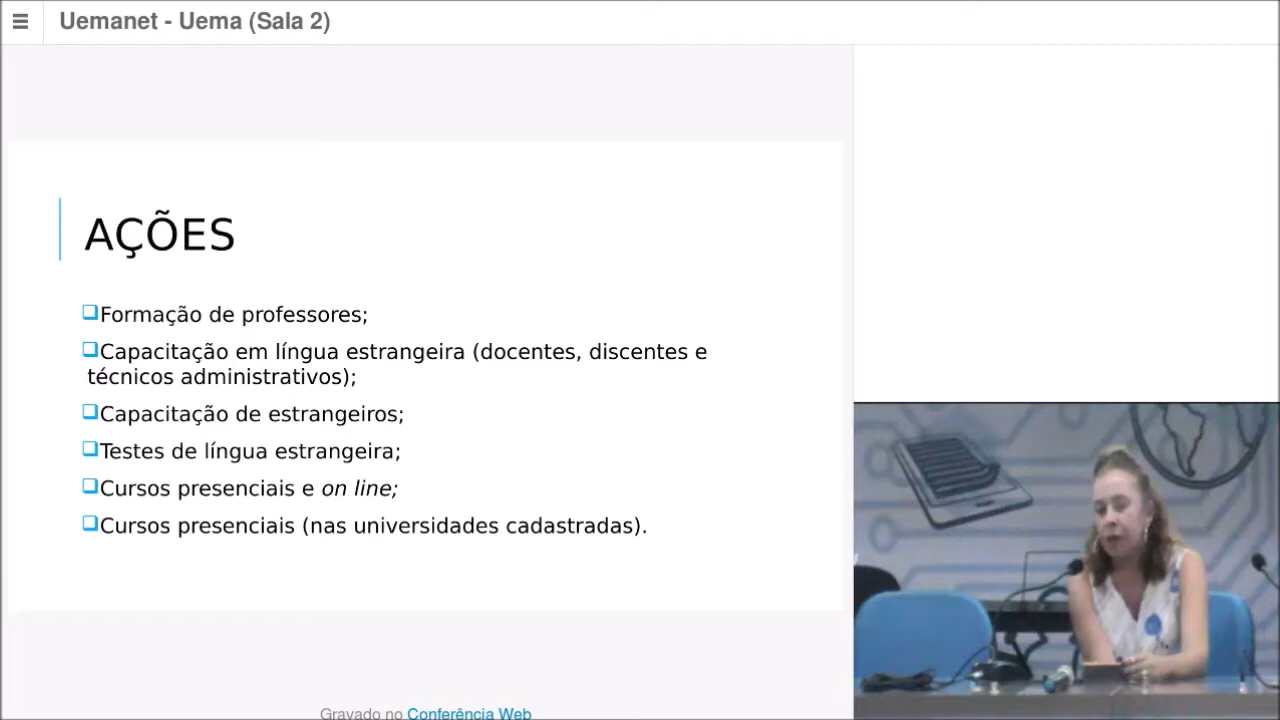 Uemanet - Uema (Sala 2)
AÇÕES
Formação de professores;
Capacitação em língua estrangeira (docentes, discentes e
técnicos administrativos);
Capacitação de estrangeiros;
Testes de língua estrangeira;
Cursos presenciais e on line;
Cursos presenciais (nas universidades cadastradas).
Gravado no Conferência Web